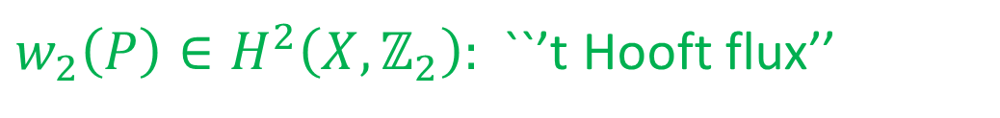 𝑤₂(𝑃) ∈ 𝐻²(𝑋, ℤ₂): ``’t Hooft flux’’